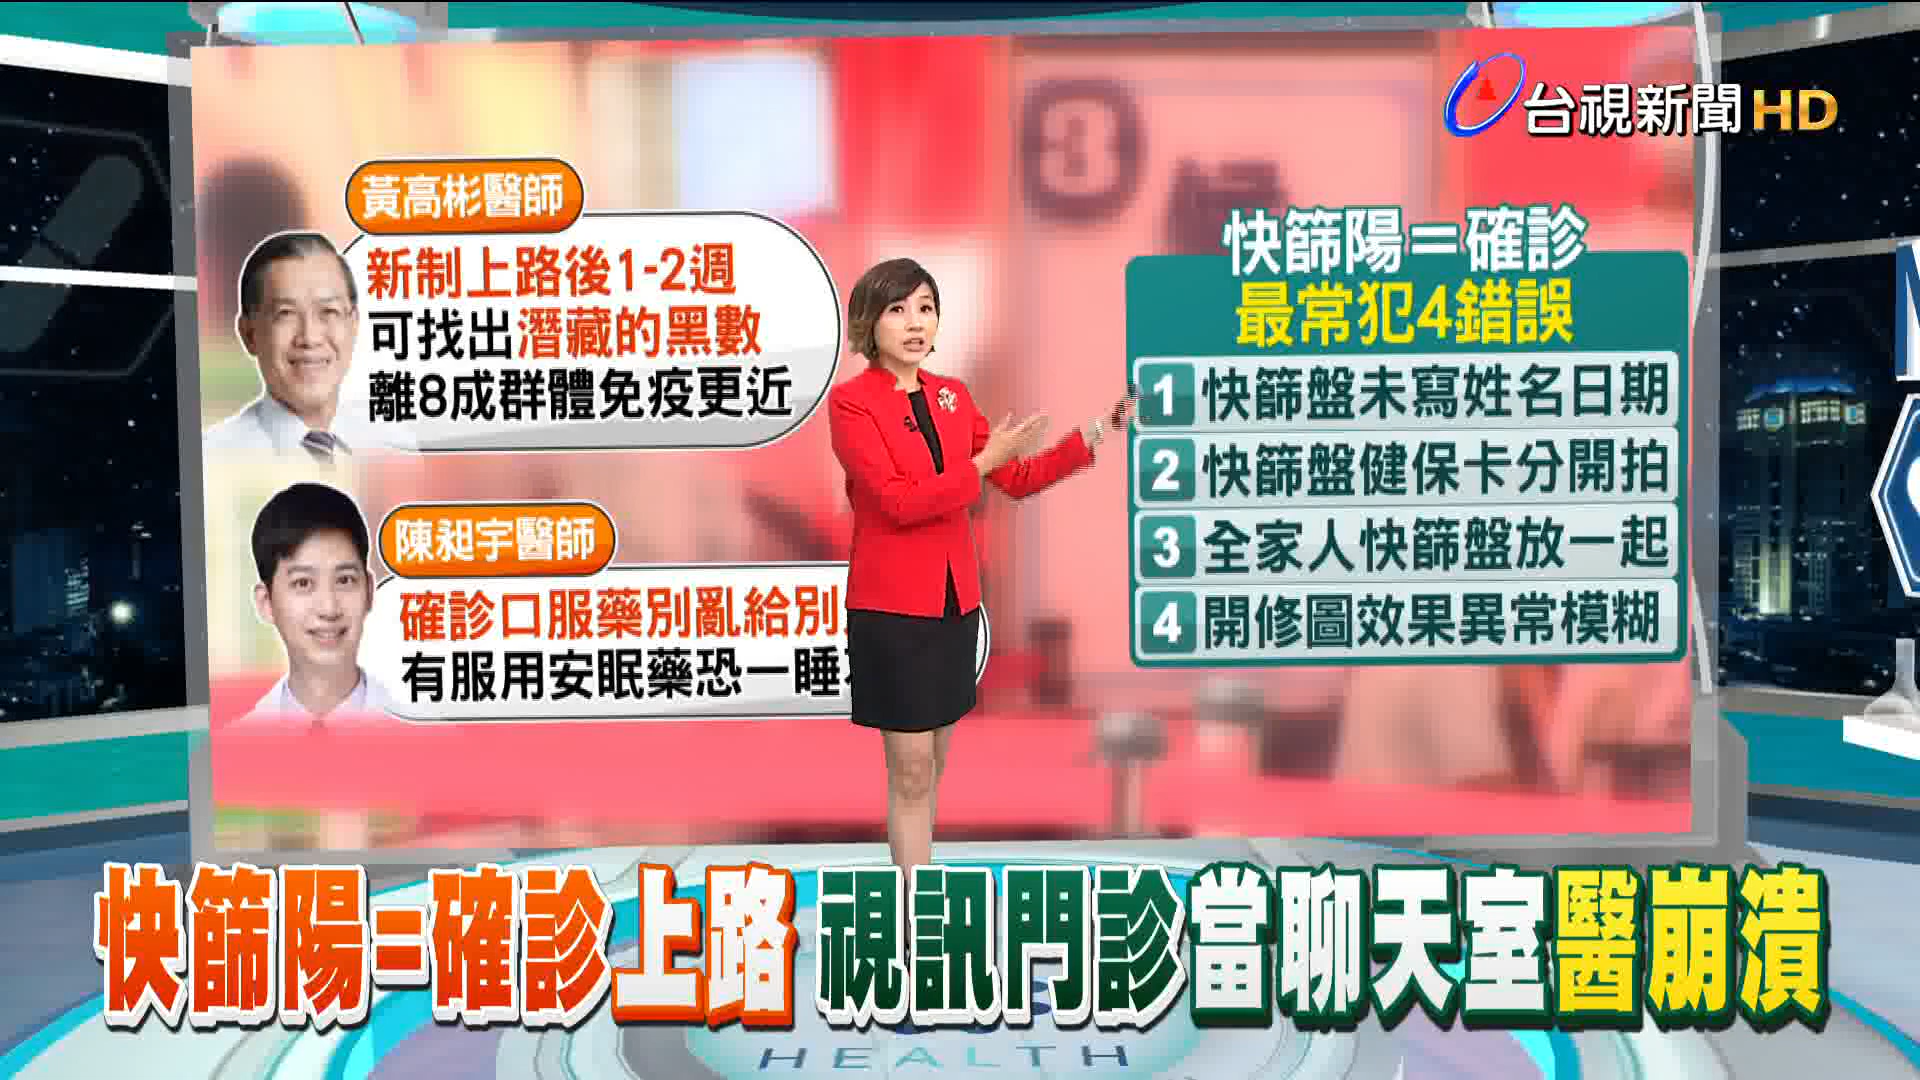 台視新聞HD
黃高彬醫師
新制上路後1-2週
可找出潛藏的黑數
離8成群體免疫更近
陳昶宇醫師
確診口服藥別亂給別
有服用安眠藥恐一睡
快篩陽=確診
最常犯4錯誤
1 快篩盤未寫姓名日期
2 快篩盤健保卡分開拍
3 全家人快篩盤放一起
4 開修圖效果異常模糊
快篩陽=確診上路 視訊門診當聊天室醫崩潰
HEALTH